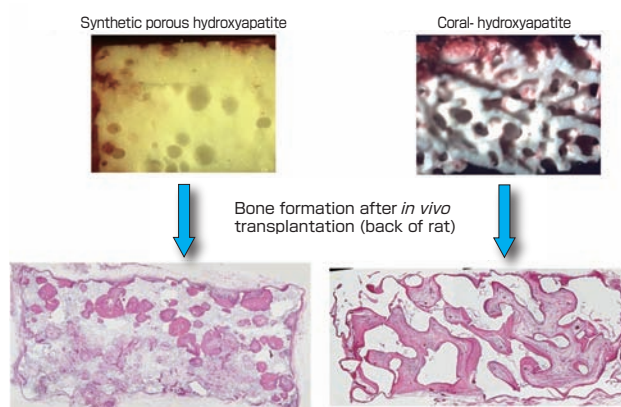 Synthetic porous hydroxyapatite
Coral- hydroxyapatite
Bone formation after in vivo
transplantation (back of rat)